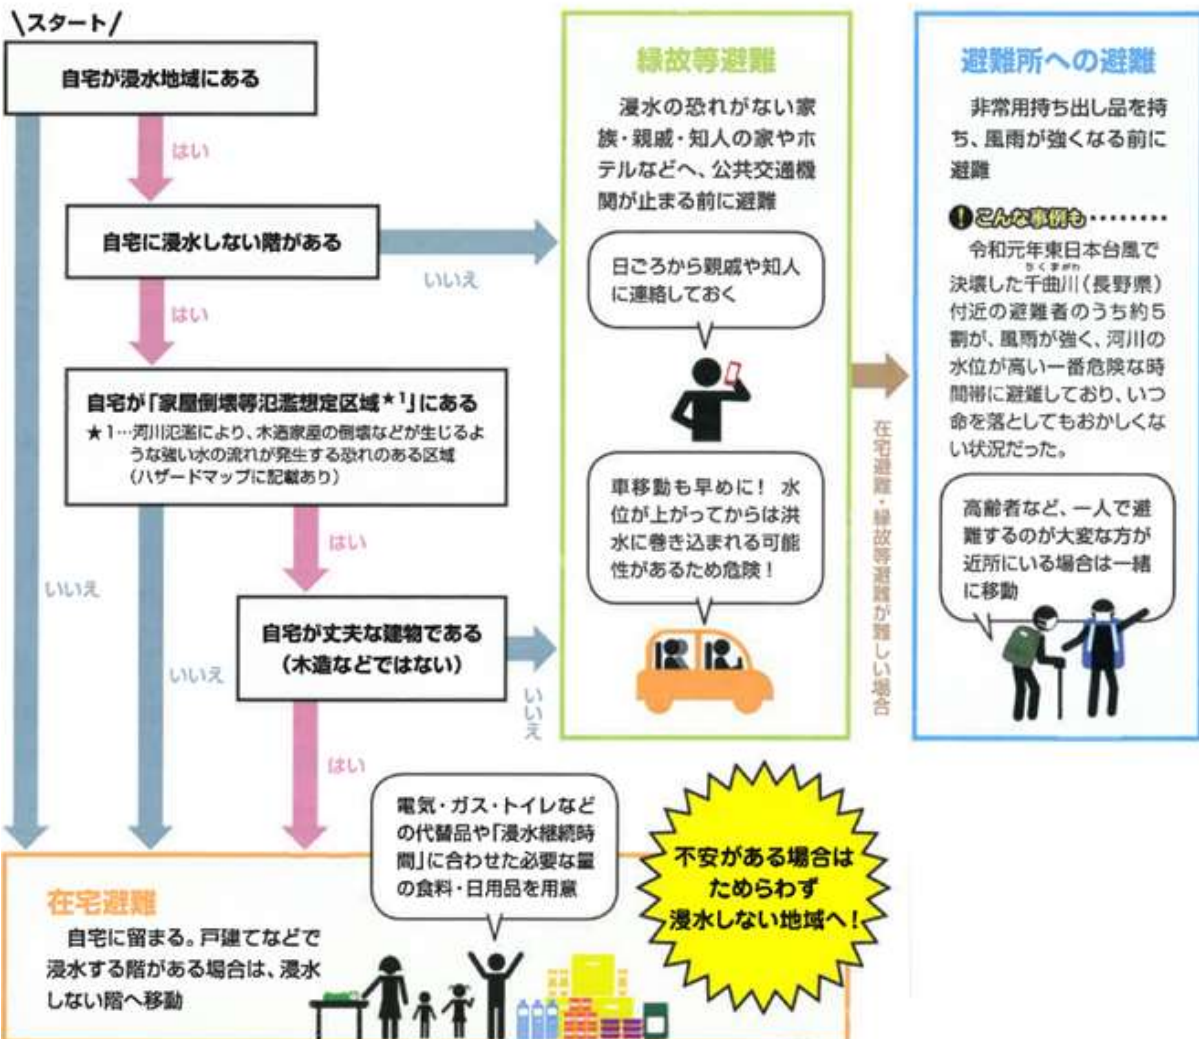 \スタート/
自宅が浸水地域にある
はい
自宅に浸水しない階がある
いいえ
はい
自宅が「家屋倒壊等氾濫想定区域★1」にある
★1…河川氾濫により、木造家屋の倒壊などが生じるよ
うな強い水の流れが発生する恐れのある区域
(ハザードマップに記載あり)
はい
いいえ
いいえ
自宅が丈夫な建物である
(木造などではない)
いいえ
はい
縁故等避難
浸水の恐れがない家
族・親戚・知人の家やホ
テルなどへ、公共交通機
関が止まる前に避難
日ごろから親戚や知人
に連絡しておく
車移動も早めに! 水
位が上がってからは洪
水に巻き込まれる可能
性があるため危険!
在宅避難・縁故等避難が難しい場合
避難所への避難
非常用持ち出し品を持
ち、風雨が強くなる前に
避難
!こんな事例も・・・・・・・・・
令和元年東日本台風で
ちくまがわ
決壊した千曲川(長野県)
付近の避難者のうち約5
割が、風雨が強く、河川の
水位が高い一番危険な時
間帯に避難しており、いつ
命を落としてもおかしくな
い状況だった。
高齢者など、一人で避
難するのが大変な方が
近所にいる場合は一緒
に移動
在宅避難
自宅に留まる。戸建てなどで
浸水する階がある場合は、浸水
しない階へ移動
電気・ガス・トイレなど
の代替品や「浸水継続時
間」に合わせた必要な量
の食料・日用品を用意
不安がある場合は
ためらわず
浸水しない地域へ!